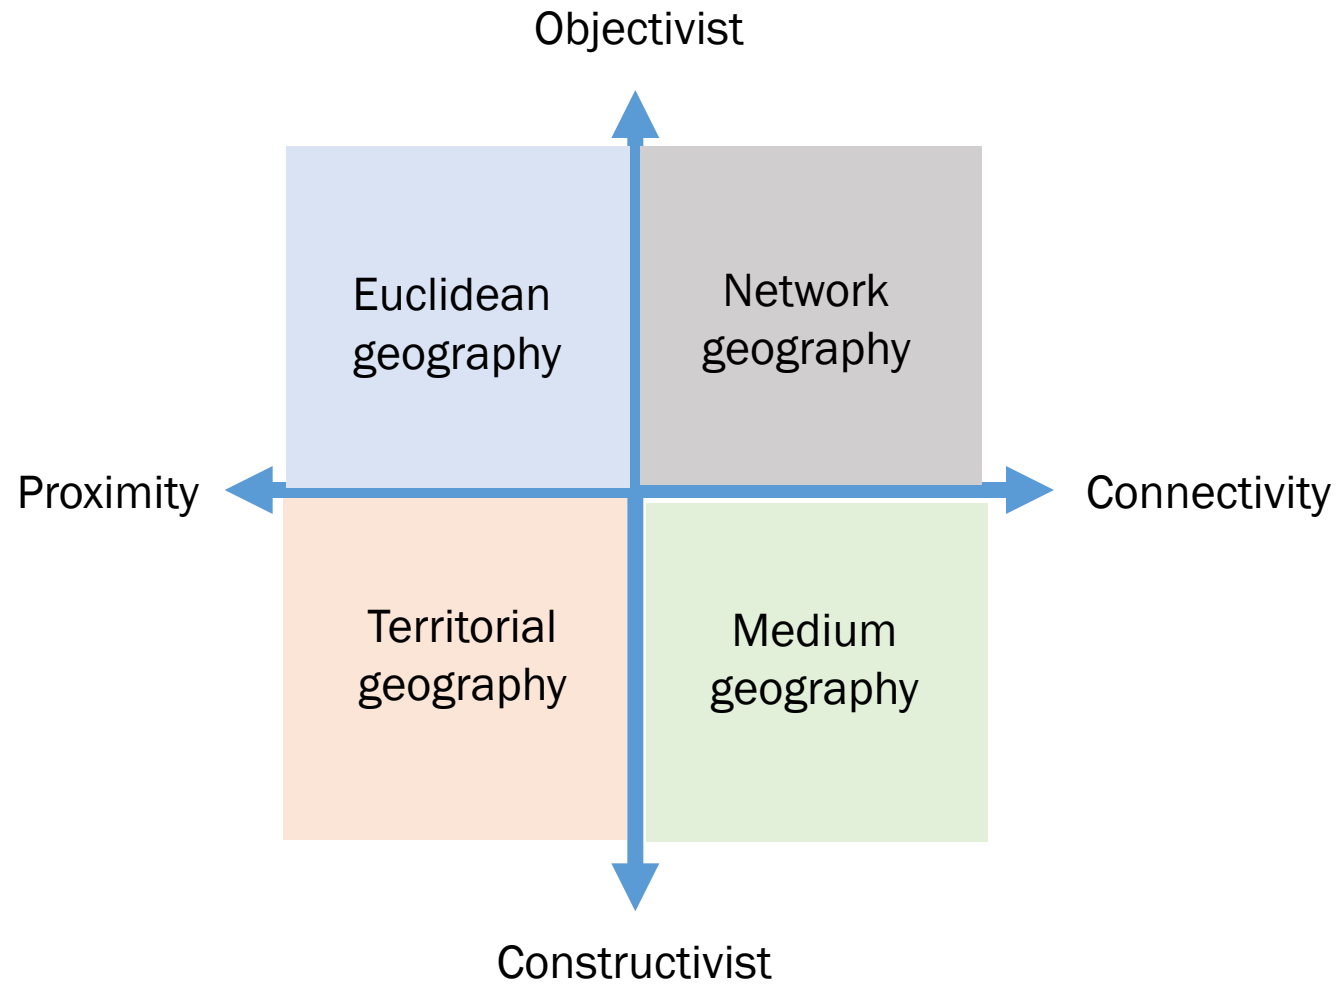 Objectivist
Euclidean
geography
Network
geography
Proximity
Connectivity
Territorial
geography
Medium
geography
Constructivist